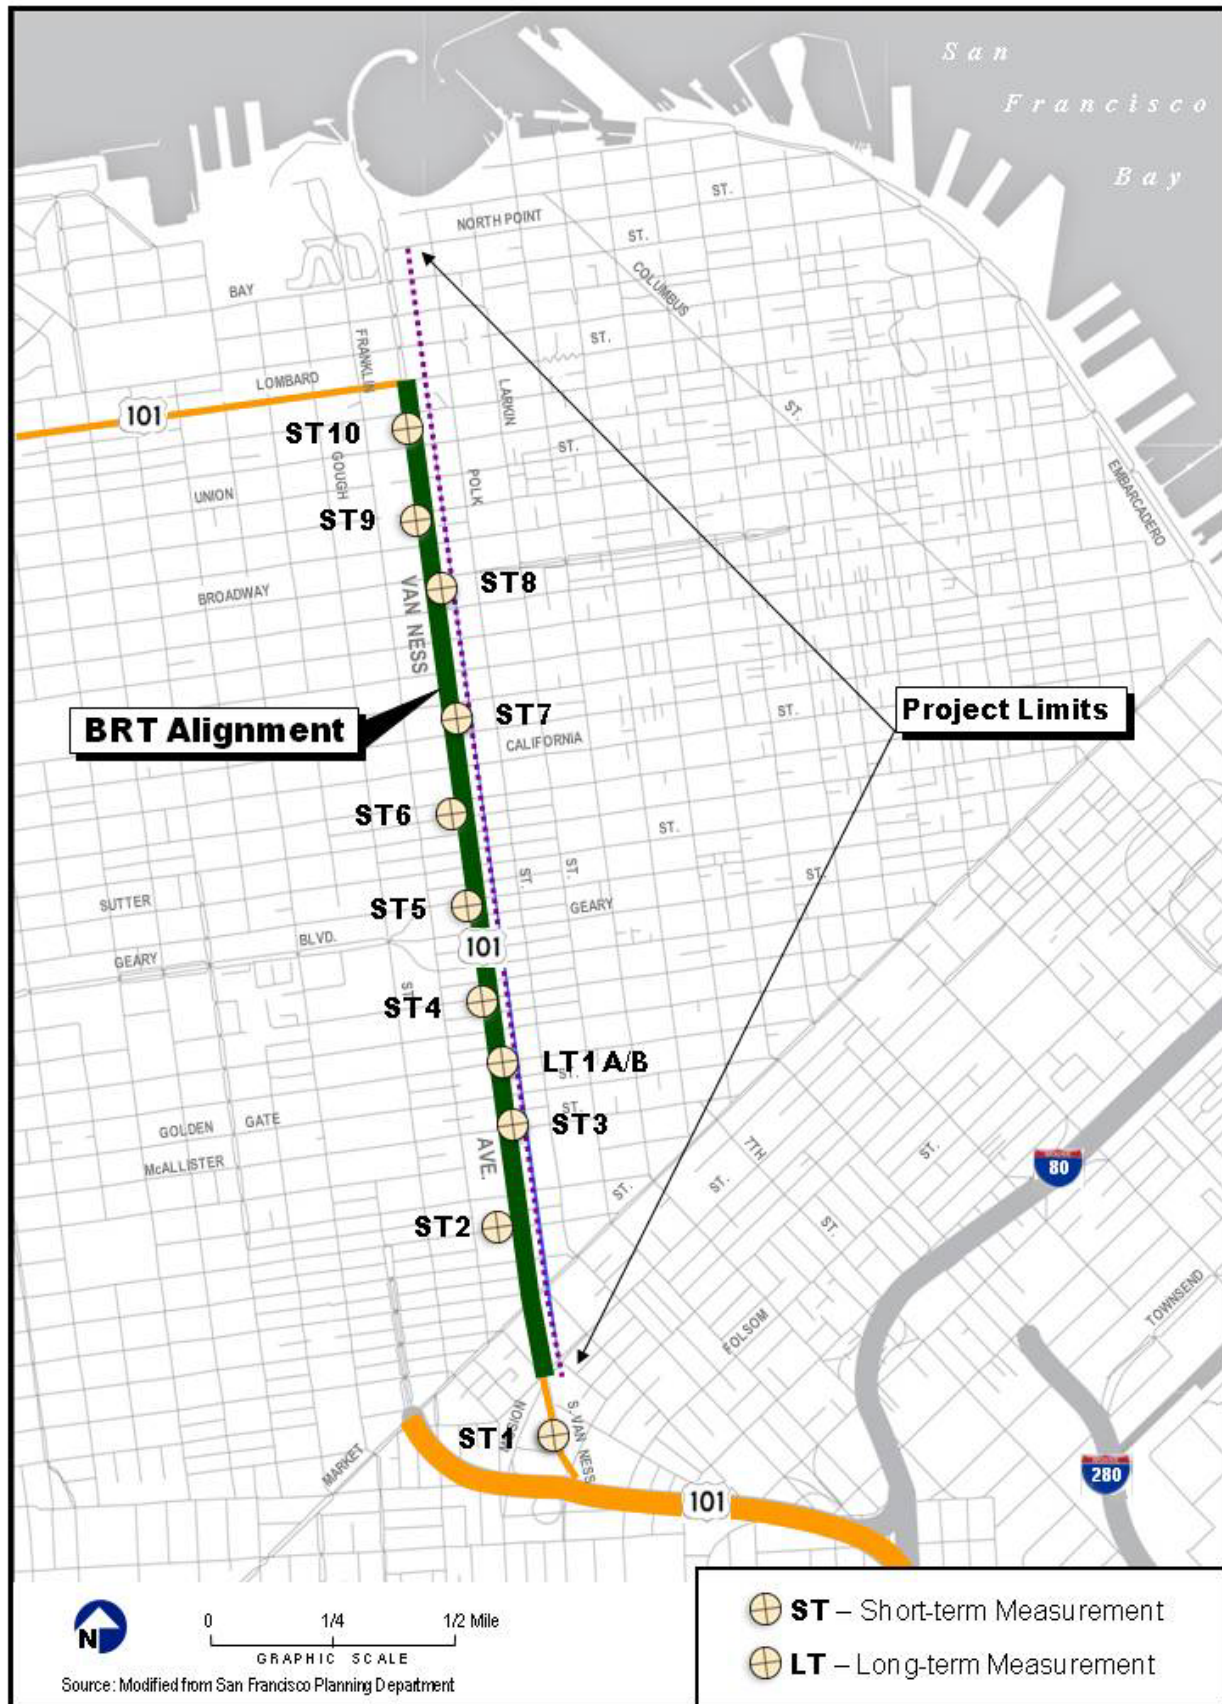 San
Francisco
Bay
ST.
NORTH POINT
ST.
COLUMBUS
BAY
FRANKLIN
ST.
LOMBARD
LARKIN
ST.
101
ST10
GOUGH
ST.
POLK
UNION
ST9
EMBARCADERO
VAN NESS
ST8
BROADWAY
BRT Alignment
ST7
CALIFORNIA
ST.
Project Limits
ST6
ST.
ST.
ST.
ST.
SUTTER
ST5
GEARY
BLVD.
101
GEARY
ST.
ST4
LT1 A/B
ST.
ST.
ST3
GOLDEN GATE
McALLISTER
AVE.
7TH
ST.
80
ST.
ST.
ST2
ST.
TOWNSEND
FOLSOM
MISSION
S. VAN NESS
ST1
MARKET
280
101
N
0 1/4 1/2 Mile
GRAPHIC SCALE
Source: Modified from San Francisco Planning Department
ST – Short-term Measurement
LT – Long-term Measurement